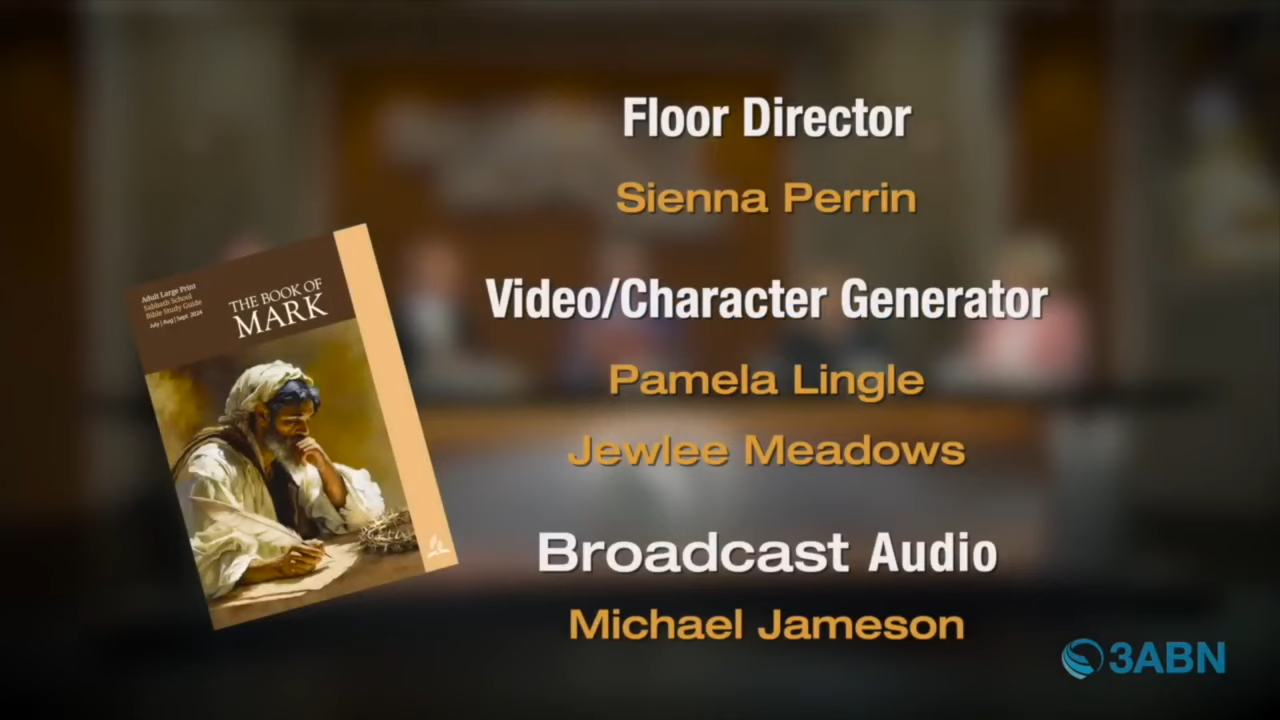 Floor Director
Sienna Perrin
Adult Large Print
Sabbath School
Bible Study Guide
July | Aug | Sept 2024
THE BOOK OF
MARK
Video/Character Generator
Pamela Lingle
Jewlee Meadows
Broadcast Audio
Michael Jameson
3ABN